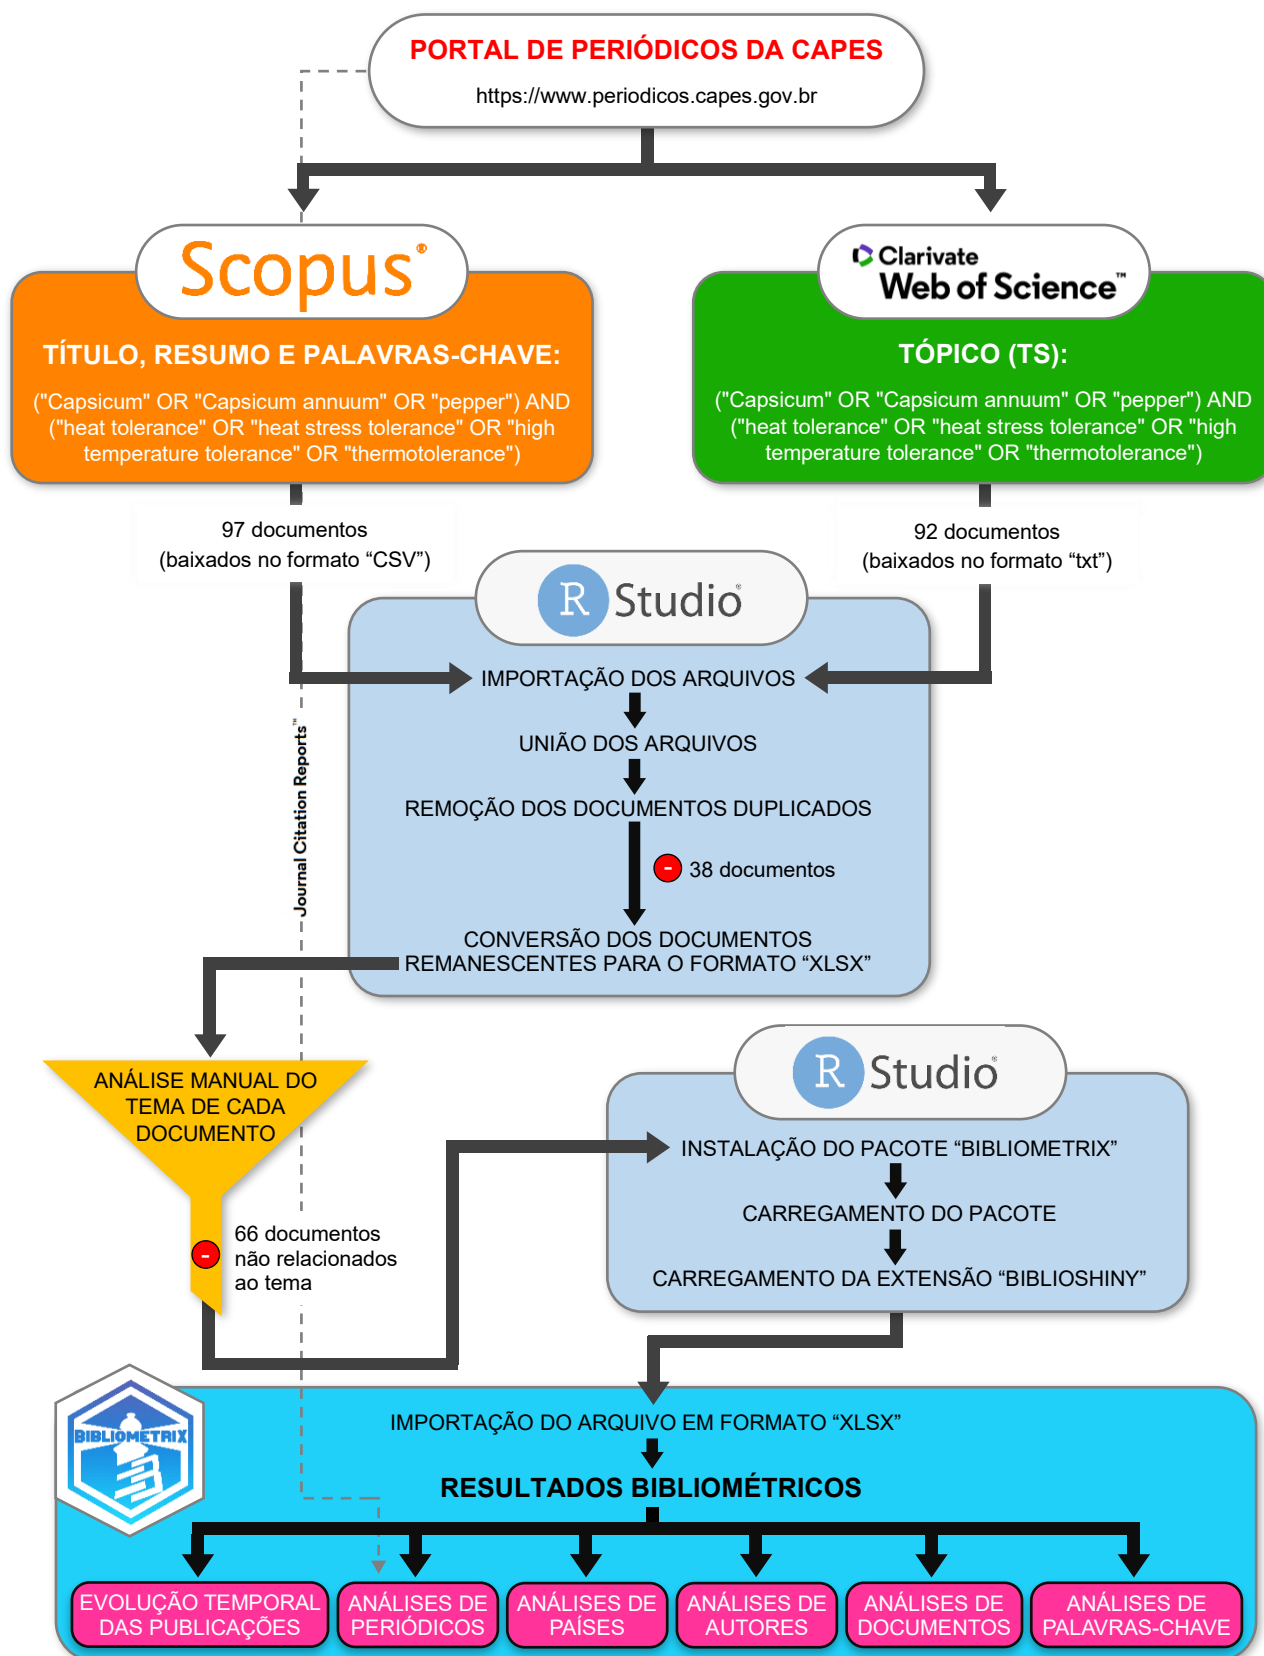 PORTAL DE PERIÓDICOS DA CAPES
https://www.periodicos.capes.gov.br
Scopus®
TÍTULO, RESUMO E PALAVRAS-CHAVE:
("Capsicum" OR "Capsicum annuum" OR "pepper") AND
("heat tolerance" OR "heat stress tolerance" OR "high
temperature tolerance" OR "thermotolerance")
Clarivate
Web of Science™
TÓPICO (TS):
("Capsicum" OR "Capsicum annuum" OR "pepper") AND
("heat tolerance" OR "heat stress tolerance" OR "high
temperature tolerance" OR "thermotolerance")
97 documentos
(baixados no formato “CSV”)
92 documentos
(baixados no formato “txt”)
R Studio®
IMPORTAÇÃO DOS ARQUIVOS
UNIÃO DOS ARQUIVOS
REMOÇÃO DOS DOCUMENTOS DUPLICADOS
- 38 documentos
CONVERSÃO DOS DOCUMENTOS
REMANESCENTES PARA O FORMATO “XLSX”
Journal Citation Reports™
ANÁLISE MANUAL DO
TEMA DE CADA
DOCUMENTO
- 66 documentos
não relacionados
ao tema
R Studio®
INSTALAÇÃO DO PACOTE “BIBLIOMETRIX”
CARREGAMENTO DO PACOTE
CARREGAMENTO DA EXTENSÃO “BIBLIOSHINY”
BIBLIOMETRIX
IMPORTAÇÃO DO ARQUIVO EM FORMATO “XLSX”
RESULTADOS BIBLIOMÉTRICOS
EVOLUÇÃO TEMPORAL
DAS PUBLICAÇÕES
ANÁLISES DE
PERIÓDICOS
ANÁLISES DE
PAÍSES
ANÁLISES DE
AUTORES
ANÁLISES DE
DOCUMENTOS
ANÁLISES DE
PALAVRAS-CHAVE